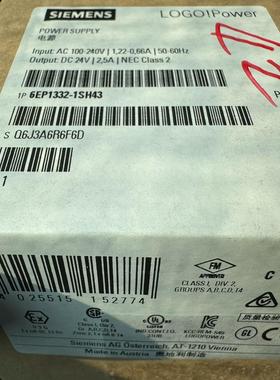 SIEMENS
LOGO!Power
POWER SUPPLY
电源
Input: AC 100-240V | 1,22-0,66A | 50-60Hz
Output: DC 24V | 2,5A | NEC Class 2
1P 6EP1332-1SH43
S Q6J3A6R6F6D
1
FM
APPROVED
CLASS I, DIV. 2,
GROUPS A,B,C,D, T4
C
4 025515 152774
Siemens AG Österreich, AT-1210 Vienna
Made in Austria 奥地利制造